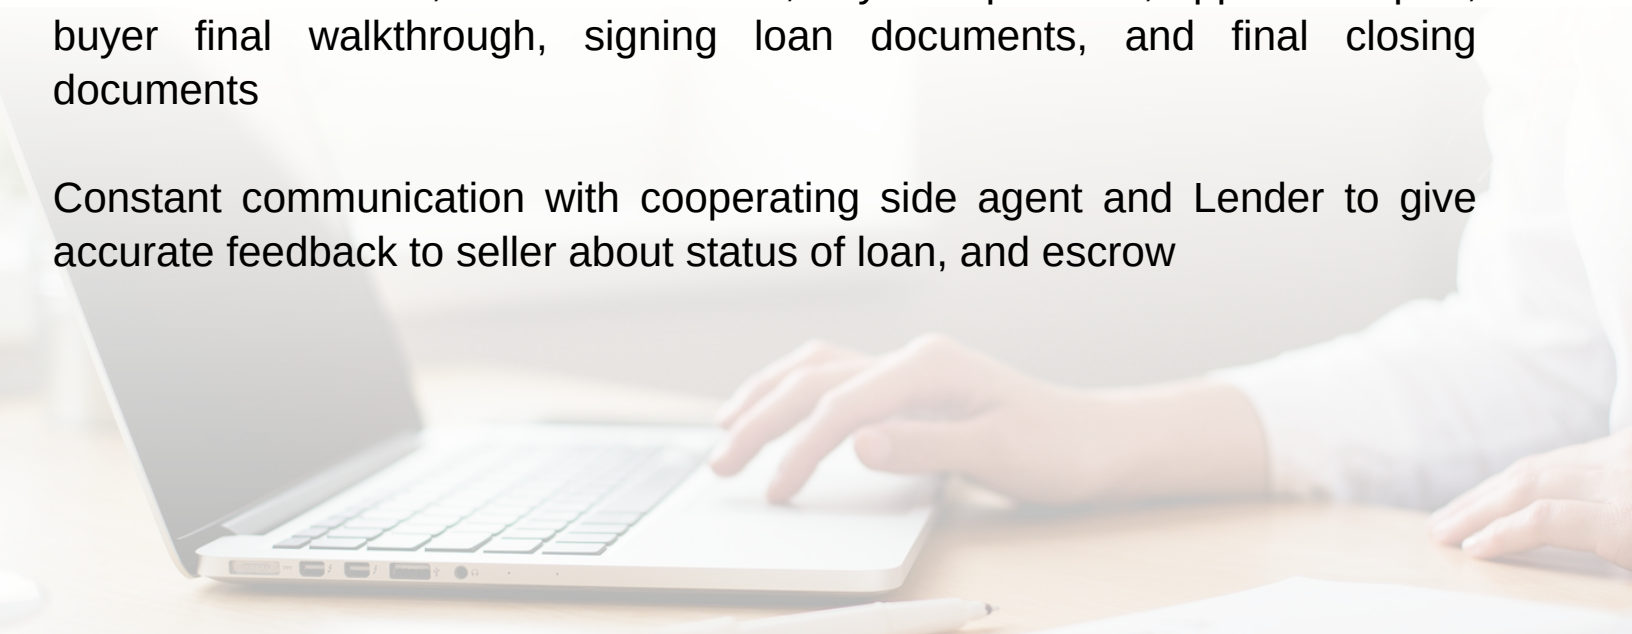 buyer final walkthrough, signing loan documents, and final closing
documents
Constant communication with cooperating side agent and Lender to give
accurate feedback to seller about status of loan, and escrow